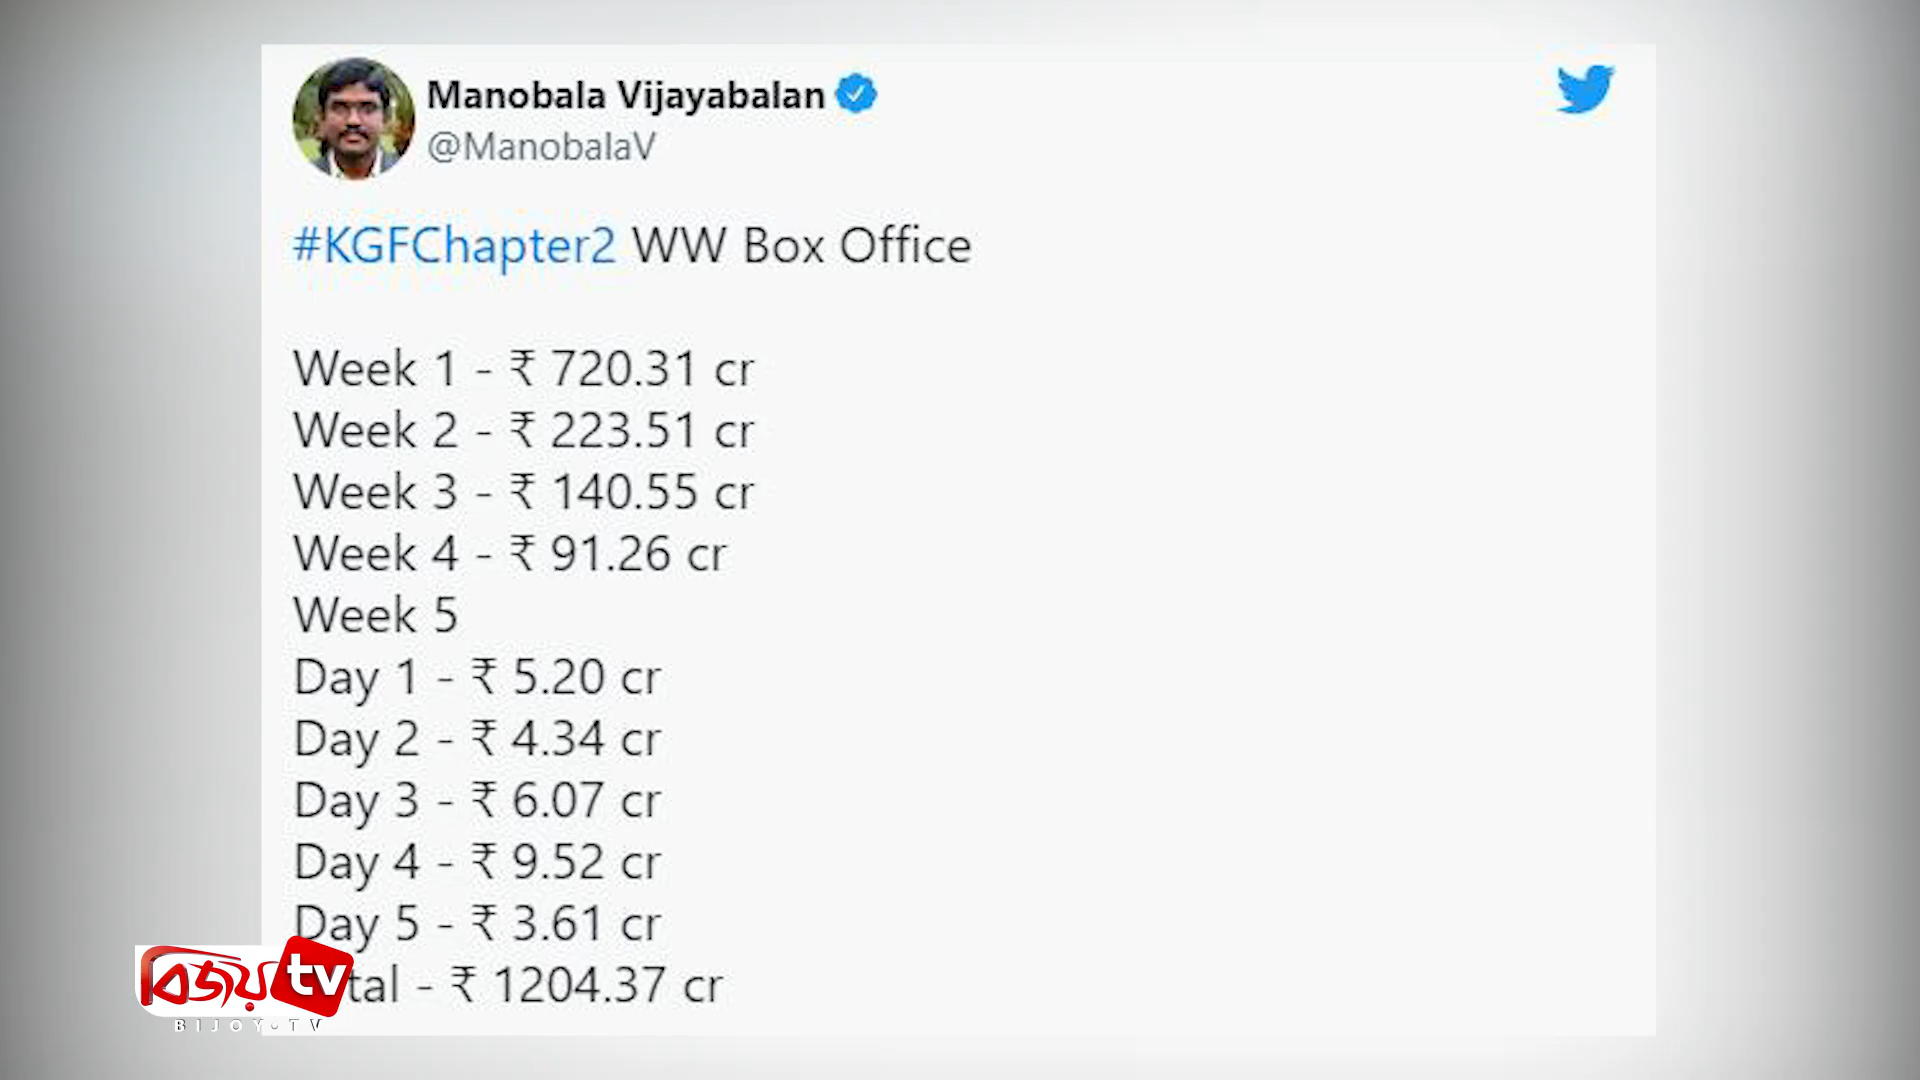 Manobala Vijayabalan
@ManobalaV
#KGFChapter2 WW Box Office
Week 1 - ₹ 720.31 cr
Week 2 - ₹ 223.51 cr
Week 3 - ₹ 140.55 cr
Week 4 - ₹ 91.26 cr
Week 5
Day 1 - ₹ 5.20 cr
Day 2 - ₹ 4.34 cr
Day 3 - ₹ 6.07 cr
Day 4 - ₹ 9.52 cr
Day 5 - ₹ 3.61 cr
tal - ₹ 1204.37 cr
বিজয় tv
BIJOY TV